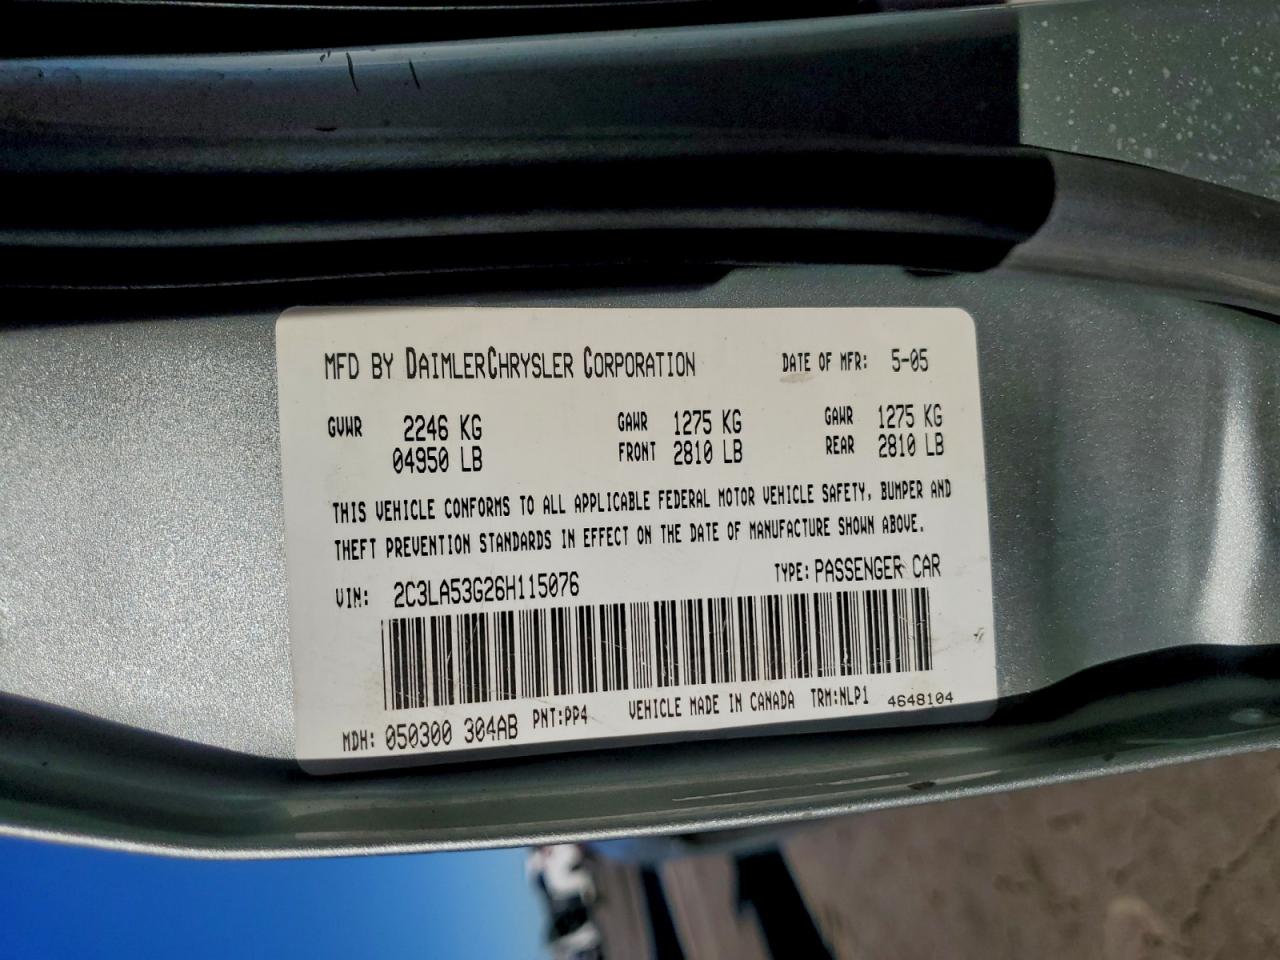 MFD BY DAIMLERCHRYSLER CORPORATION DATE OF MFR: 5-05
GVWR 2246 KG GAWR 1275 KG GAWR 1275 KG
04950 LB FRONT 2810 LB REAR 2810 LB
THIS VEHICLE CONFORMS TO ALL APPLICABLE FEDERAL MOTOR VEHICLE SAFETY, BUMPER AND
THEFT PREVENTION STANDARDS IN EFFECT ON THE DATE OF MANUFACTURE SHOWN ABOVE.
VIN: 2C3LA53G26H115076 TYPE: PASSENGER CAR
MDH: 050300 304AB PNT:PP4 VEHICLE MADE IN CANADA TRM:NLP1 4648104